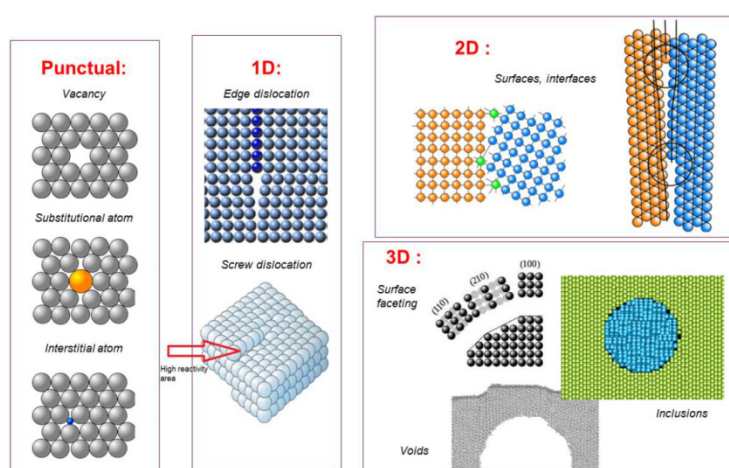 Punctual:
Vacancy
Substitutional atom
Interstitial atom
1D:
Edge dislocation
Screw dislocation
High reactivity
area
2D :
Surfaces, interfaces
3D :
Surface
faceting
(110)
(210)
(100)
Inclusions
Voids